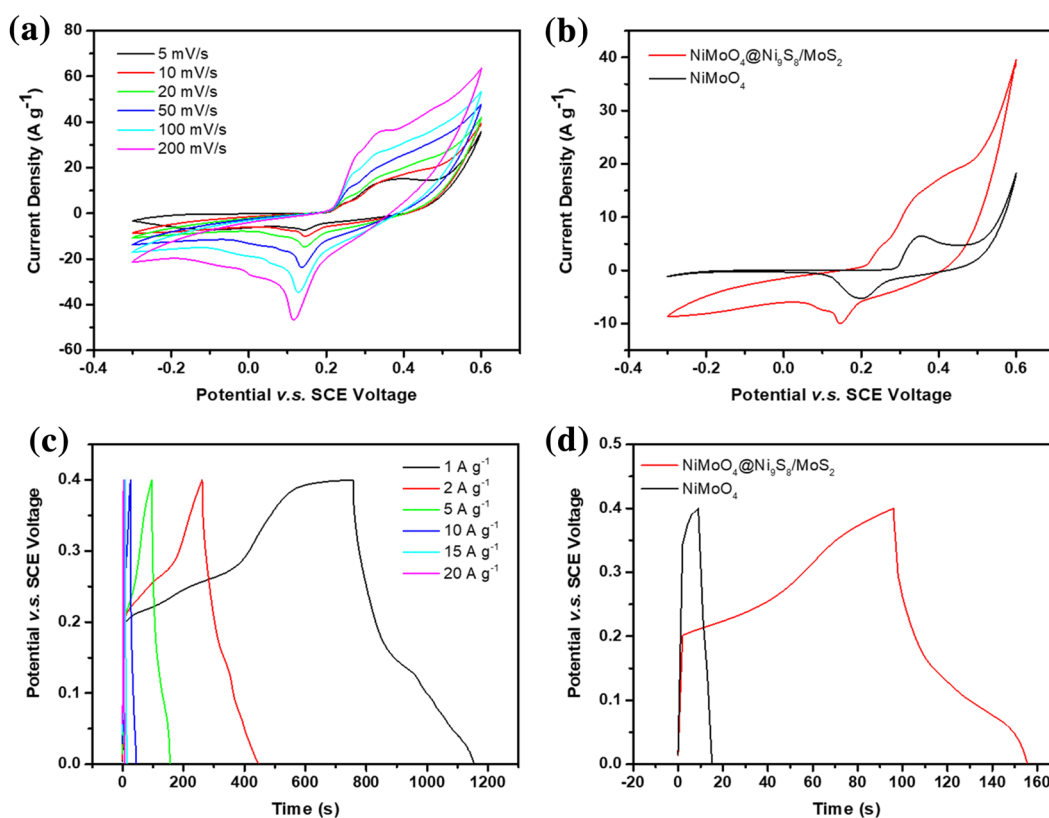 (a)
5 mV/s
10 mV/s
20 mV/s
50 mV/s
100 mV/s
200 mV/s
80
60
40
20
0
-20
-40
-60
Current Density (A g⁻¹)
-0.4 -0.2 0.0 0.2 0.4 0.6
Potential v.s. SCE Voltage
(b)
NiMoO₄@Ni₉S₈/MoS₂
NiMoO₄
40
30
20
10
0
-10
Current Density (A g⁻¹)
-0.4 -0.2 0.0 0.2 0.4 0.6
Potential v.s. SCE Voltage
(c)
1 A g⁻¹
2 A g⁻¹
5 A g⁻¹
10 A g⁻¹
15 A g⁻¹
20 A g⁻¹
0.4
0.3
0.2
0.1
0.0
Potential v.s. SCE Voltage
0 200 400 600 800 1000 1200
Time (s)
(d)
NiMoO₄@Ni₉S₈/MoS₂
NiMoO₄
0.5
0.4
0.3
0.2
0.1
0.0
Potential v.s. SCE Voltage
-20 0 20 40 60 80 100 120 140 160
Time (s)